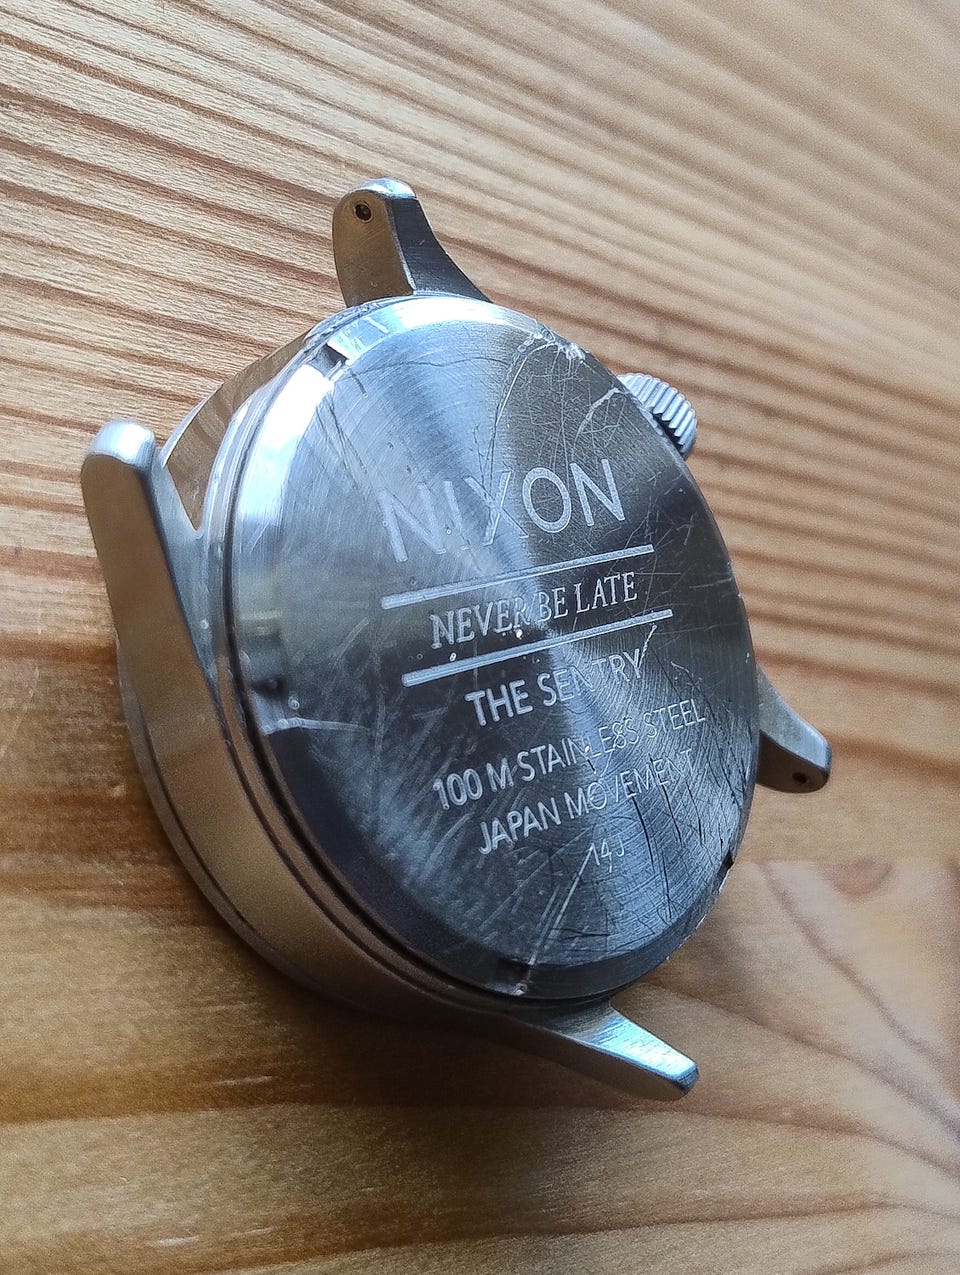 NIXON
NEVER BE LATE
THE SENTRY
100 M STAINLESS STEEL
JAPAN MOVEMENT
14J